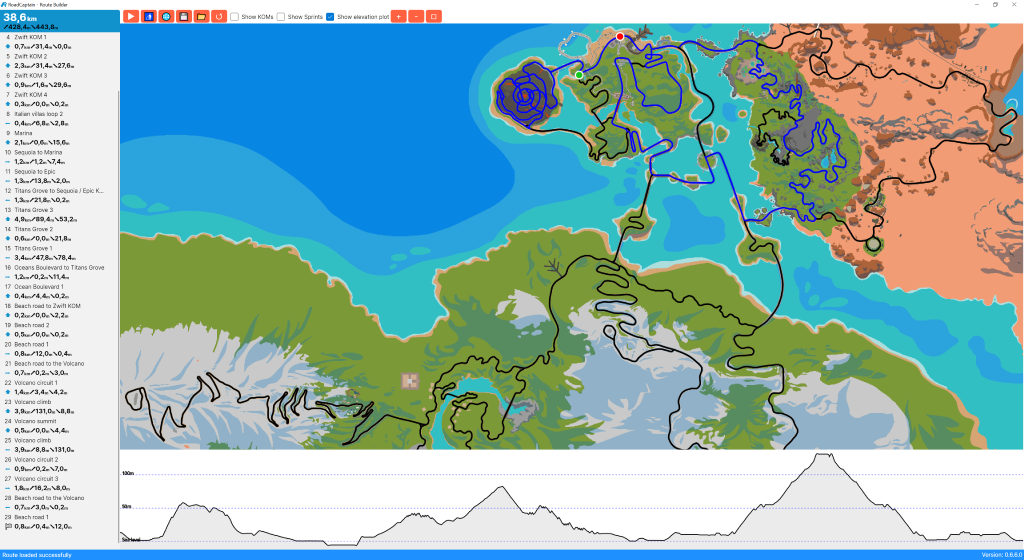 RoadCaptain - Route Builder
38,6km
↗428,4m↘443,8m
Show KOMs
Show Sprints
Show elevation plot
4 Zwift KOM 1
0,7km↗31,4m↘0,0m
5 Zwift KOM 2
2,3km↗31,4m↘27,6m
6 Zwift KOM 3
0,9km↗1,6m↘29,6m
7 Zwift KOM 4
0,3km↗0,0m↘0,2m
8 Italian villas loop 2
0,4km↗6,8m↘2,8m
9 Marina
2,1km↗0,6m↘15,6m
10 Sequoia to Marina
1,2km↗1,2m↘7,4m
11 Sequoia to Epic
1,3km↗13,8m↘2,0m
12 Titans Grove to Sequoia / Epic K...
1,3km↗21,8m↘0,2m
13 Titans Grove 3
4,9km↗89,4m↘53,2m
14 Titans Grove 2
0,6km↗0,0m↘21,8m
15 Titans Grove 1
3,4km↗47,8m↘78,4m
16 Oceans Boulevard to Titans Grove
1,2km↗0,2m↘11,4m
17 Ocean Boulevard 1
0,4km↗4,4m↘0,2m
18 Beach road to Zwift KOM
0,2km↗0,0m↘2,2m
19 Beach road 2
0,5km↗0,0m↘0,2m
20 Beach road 1
0,8km↗12,0m↘0,4m
21 Beach road to the Volcano
0,7km↗0,2m↘3,0m
22 Volcano circuit 1
1,4km↗3,4m↘4,2m
23 Volcano climb
3,9km↗131,0m↘8,8m
24 Volcano summit
0,5km↗0,0m↘4,4m
25 Volcano climb
3,9km↗8,8m↘131,0m
26 Volcano circuit 2
0,9km↗0,2m↘7,0m
27 Volcano circuit 3
1,8km↗16,2m↘8,0m
28 Beach road to the Volcano
0,7km↗3,0m↘0,2m
29 Beach road 1
0,8km↗0,4m↘12,0m
100m
50m
Sea level
Route loaded successfully
Version: 0.6.6.0